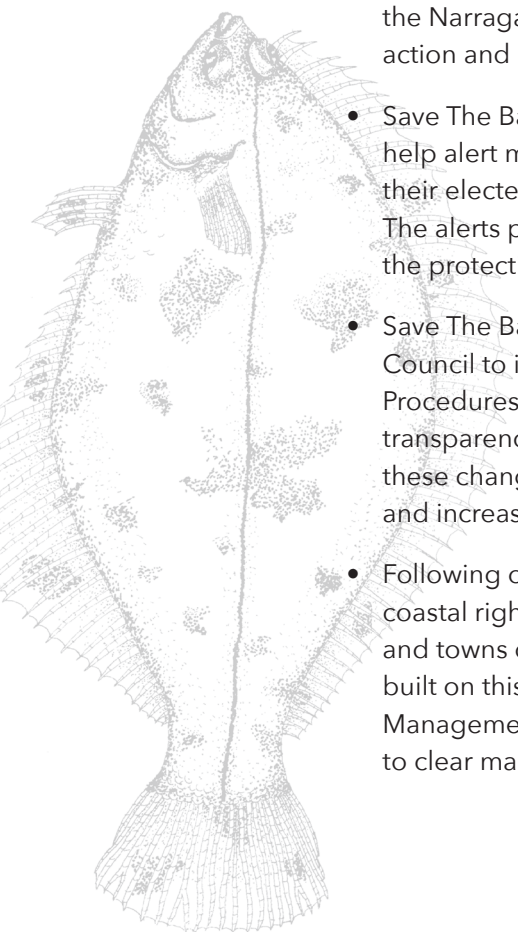 the Narraga
action and
• Save The Ba
help alert m
their electe
The alerts p
the protect
• Save The Ba
Council to i
Procedures
transparenc
these chang
and increas
• Following o
coastal righ
and towns o
built on this
Manageme
to clear ma